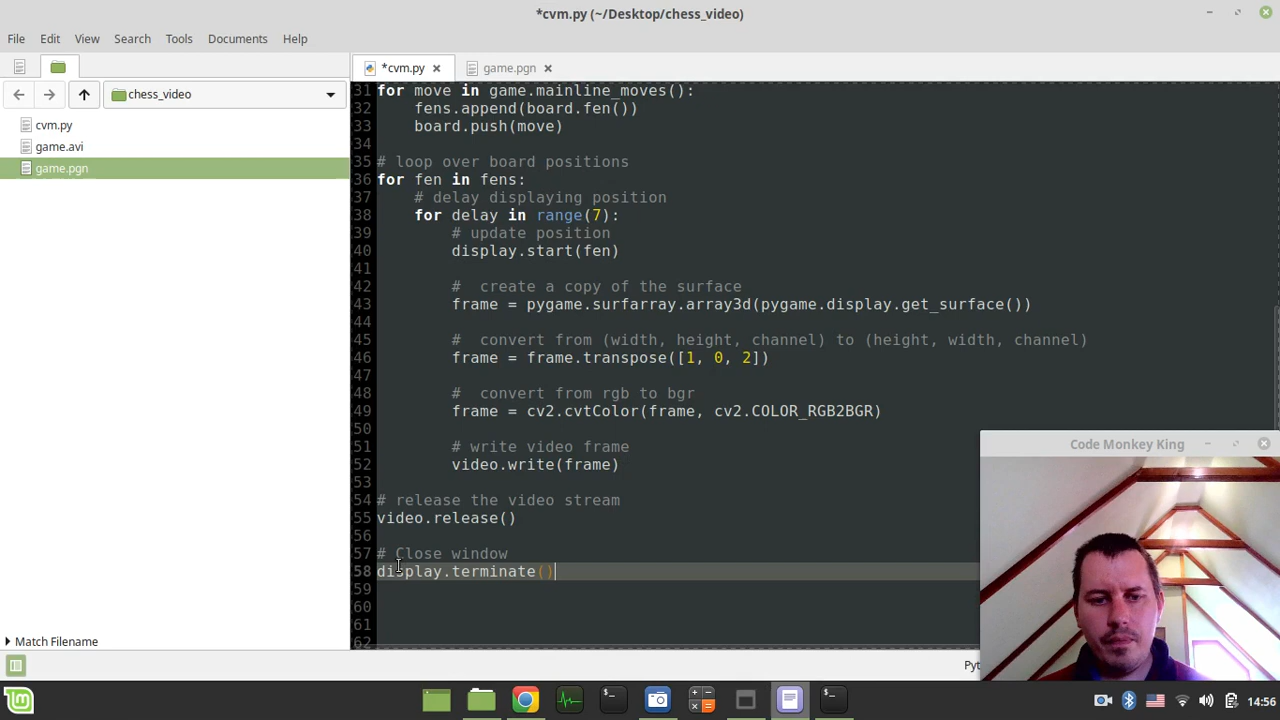 *cvm.py (~/Desktop/chess_video)
File Edit View Search Tools Documents Help
*cvm.py
game.pgn
chess_video
cvm.py
game.avi
game.pgn
31 for move in game.mainline_moves():
32 fens.append(board.fen())
33 board.push(move)
34
35 # loop over board positions
36 for fen in fens:
37 # delay displaying position
38 for delay in range(7):
39 # update position
40 display.start(fen)
41
42 #  create a copy of the surface
43 frame = pygame.surfarray.array3d(pygame.display.get_surface())
44
45 #  convert from (width, height, channel) to (height, width, channel)
46 frame = frame.transpose([1, 0, 2])
47
48 #  convert from rgb to bgr
49 frame = cv2.cvtColor(frame, cv2.COLOR_RGB2BGR)
50
51 # write video frame
52 video.write(frame)
53
54 # release the video stream
55 video.release()
56
57 # Close window
58 display.terminate()
59
60
61
62
Code Monkey King
Match Filename
14:56